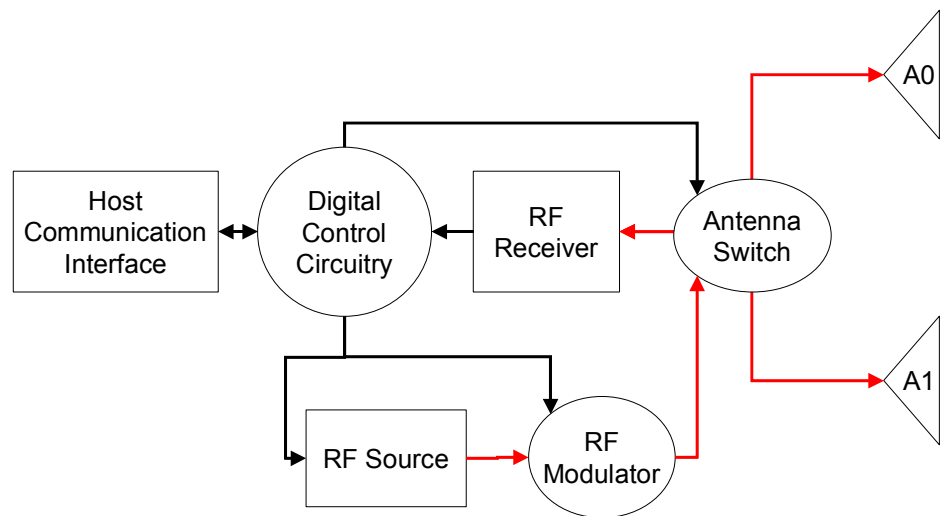 A0
Host
Communication
Interface
Digital
Control
Circuitry
RF
Receiver
Antenna
Switch
A1
RF Source
RF
Modulator